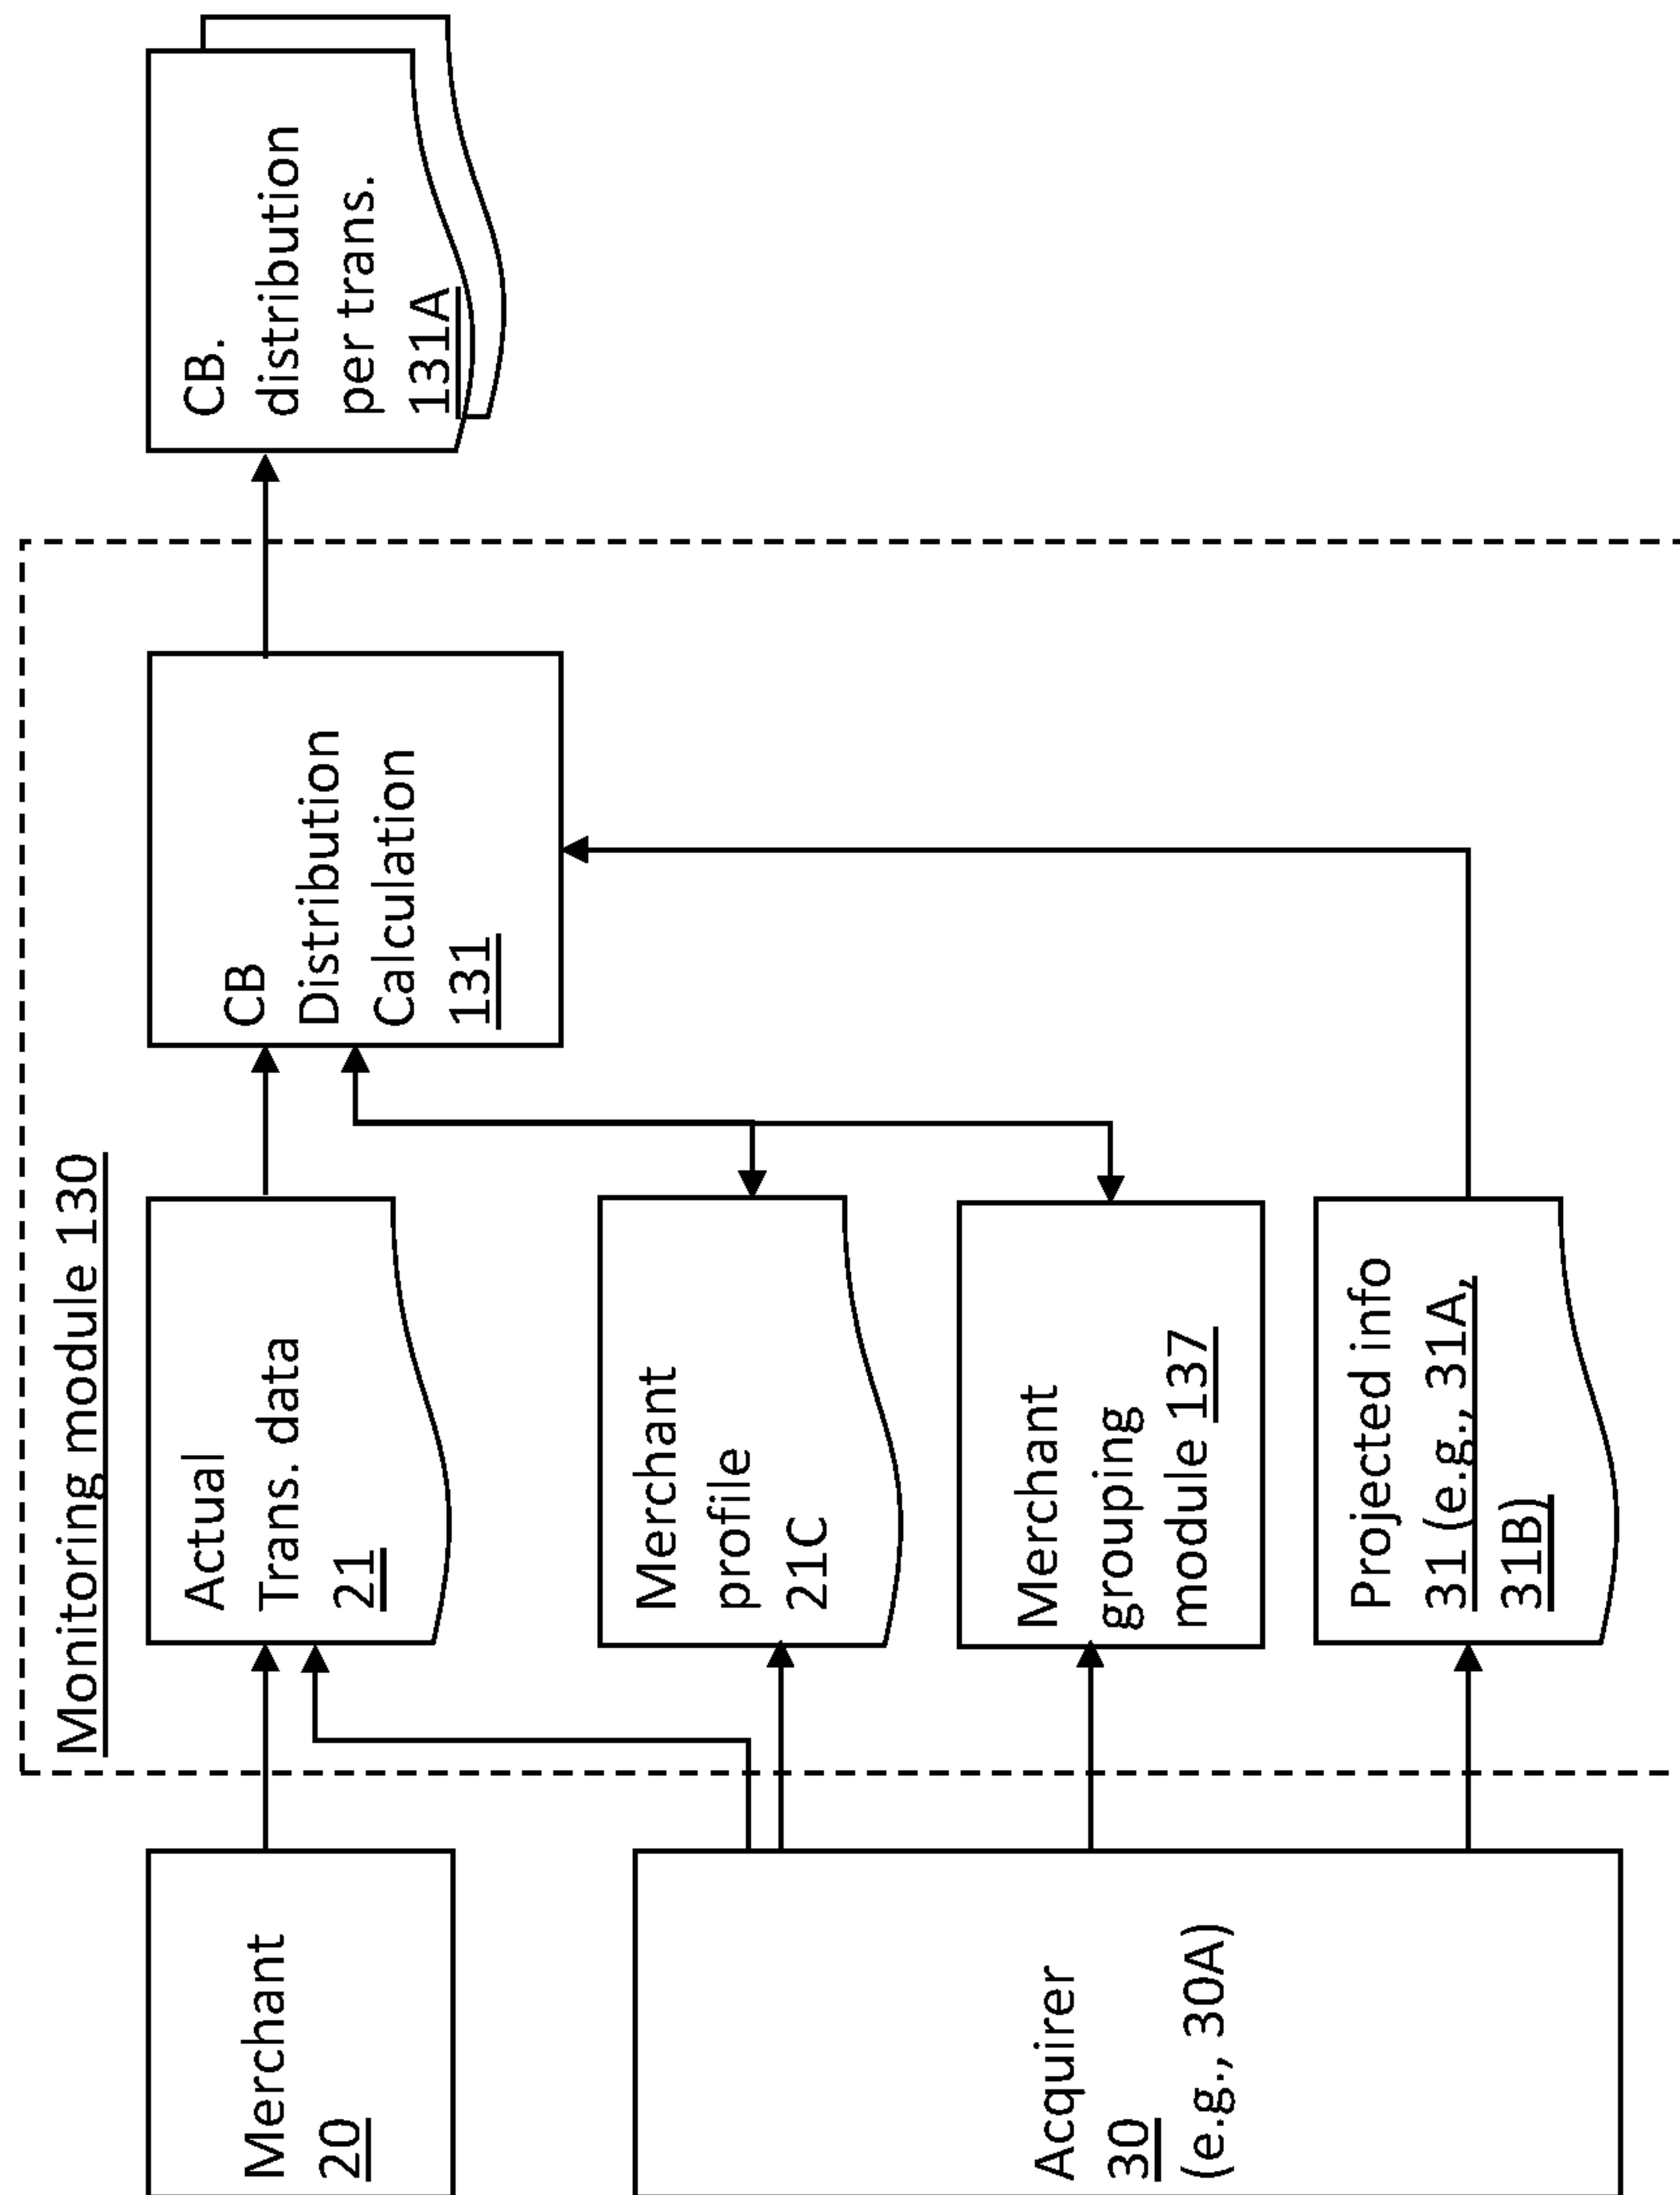 Monitoring module 130
Merchant
20
Acquirer
30
(e.g., 30A)
Actual
Trans. data
21
Merchant
profile
21C
Merchant
grouping
module 137
Projected info
31 (e.g., 31A,
31B)
CB
Distribution
Calculation
131
CB.
distribution
per trans.
131A